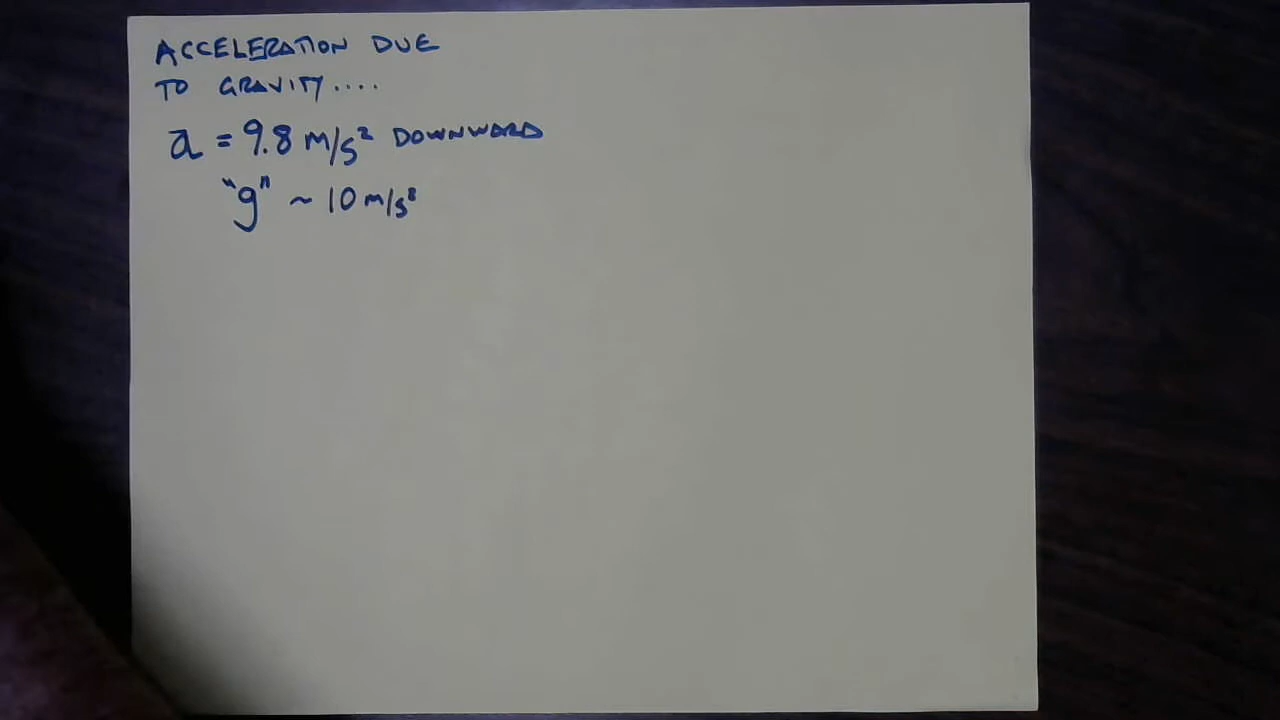 ACCELERATION DUE
TO GRAVITY....
a = 9.8 m/s² DOWNWARD
"g" ~ 10 m/s²